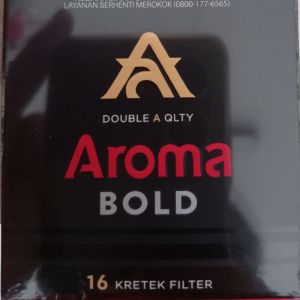 LAYANAN BERHENTI MEROKOK (0800-177-6565)
DOUBLE A QLTY
Aroma
BOLD
16 KRETEK FILTER